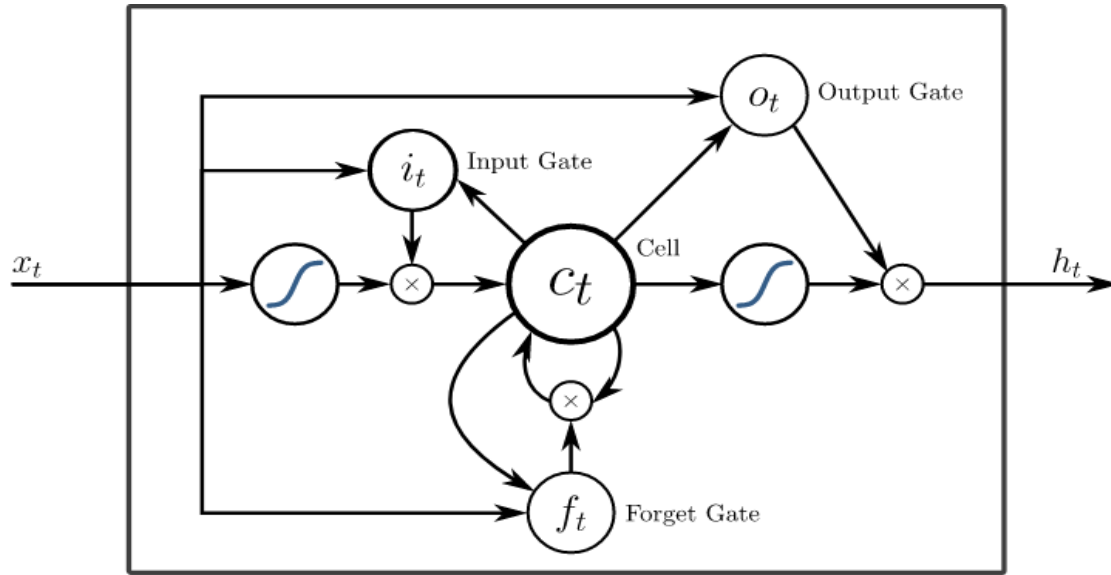 o_t Output Gate
i_t Input Gate
x_t
×
c_t
Cell
×
h_t
×
f_t Forget Gate